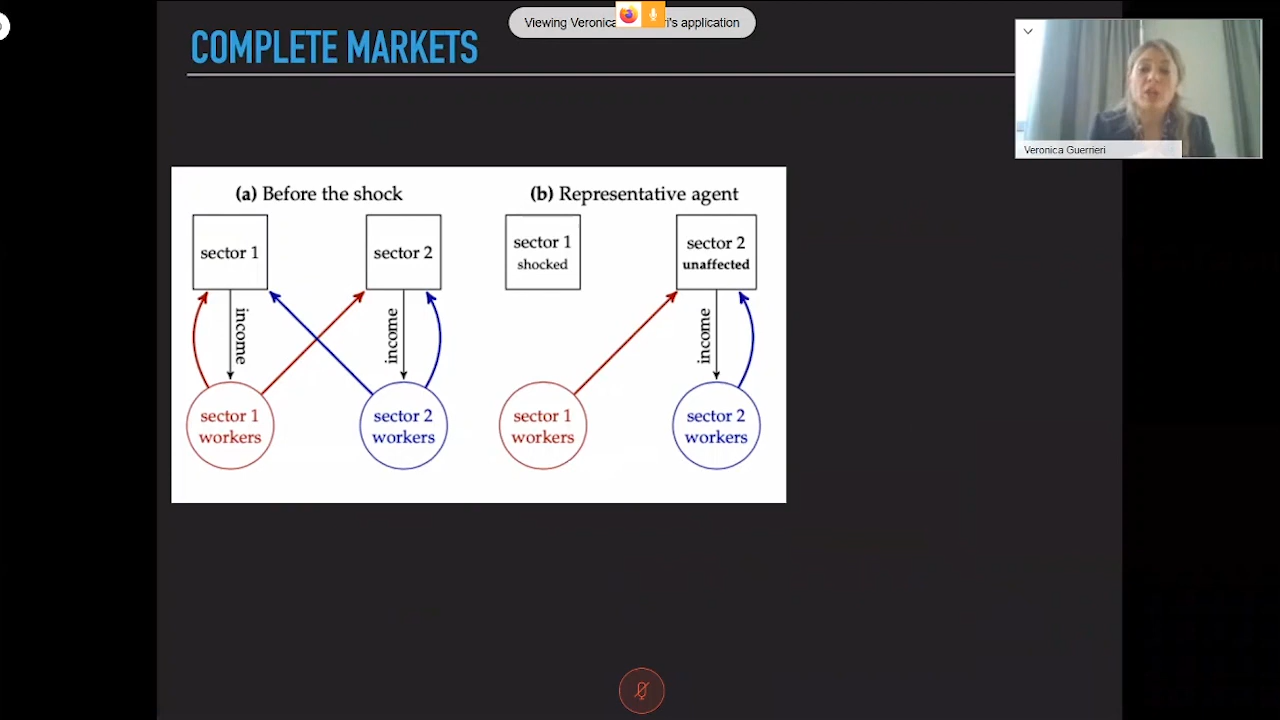 COMPLETE MARKETS
Viewing Veronica
ri's application
Veronica Guerrieri
(a) Before the shock
(b) Representative agent
sector 1
sector 2
sector 1
shocked
sector 2
unaffected
income
income
income
sector 1
workers
sector 2
workers
sector 1
workers
sector 2
workers